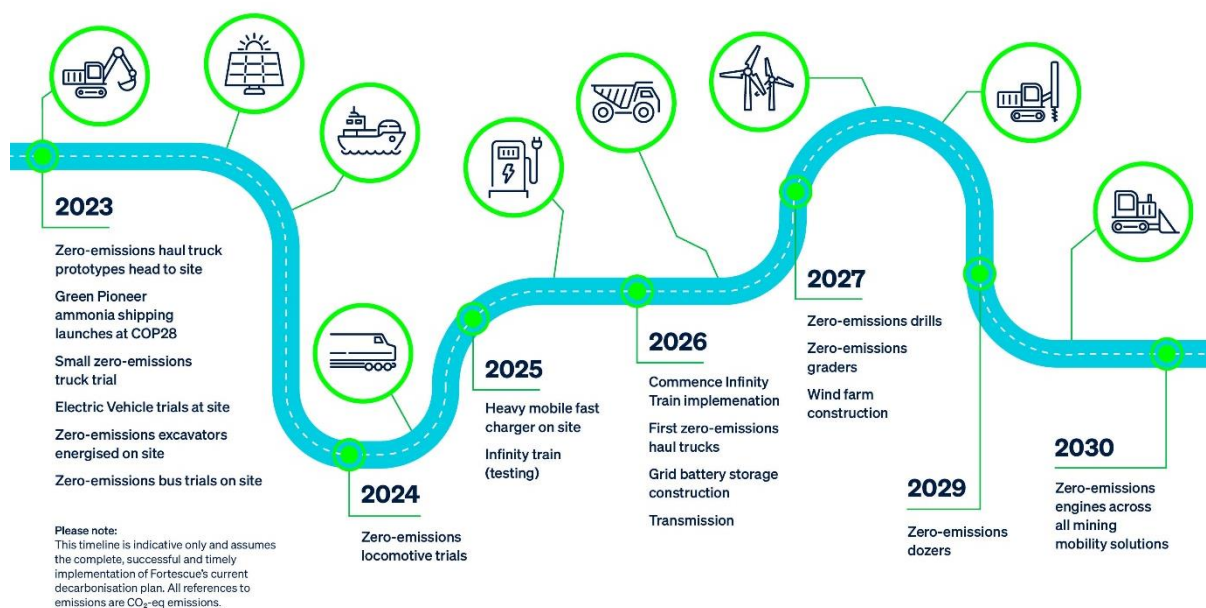 2023
Zero-emissions haul truck
prototypes head to site
Green Pioneer
ammonia shipping
launches at COP28
Small zero-emissions
truck trial
Electric Vehicle trials at site
Zero-emissions excavators
energised on site
Zero-emissions bus trials on site
Please note:
This timeline is indicative only and assumes
the complete, successful and timely
implementation of Fortescue's current
decarbonisation plan. All references to
emissions are CO₂-eq emissions.
2024
Zero-emissions
locomotive trials
2025
Heavy mobile fast
charger on site
Infinity train
(testing)
2026
Commence Infinity
Train implemenation
First zero-emissions
haul trucks
Grid battery storage
construction
Transmission
2027
Zero-emissions drills
Zero-emissions
graders
Wind farm
construction
2029
Zero-emissions
dozers
2030
Zero-emissions
engines across
all mining
mobility solutions